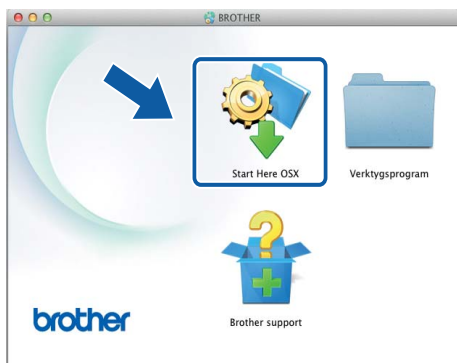 BROTHER
Start Here OSX
Verktygsprogram
Brother support
brother